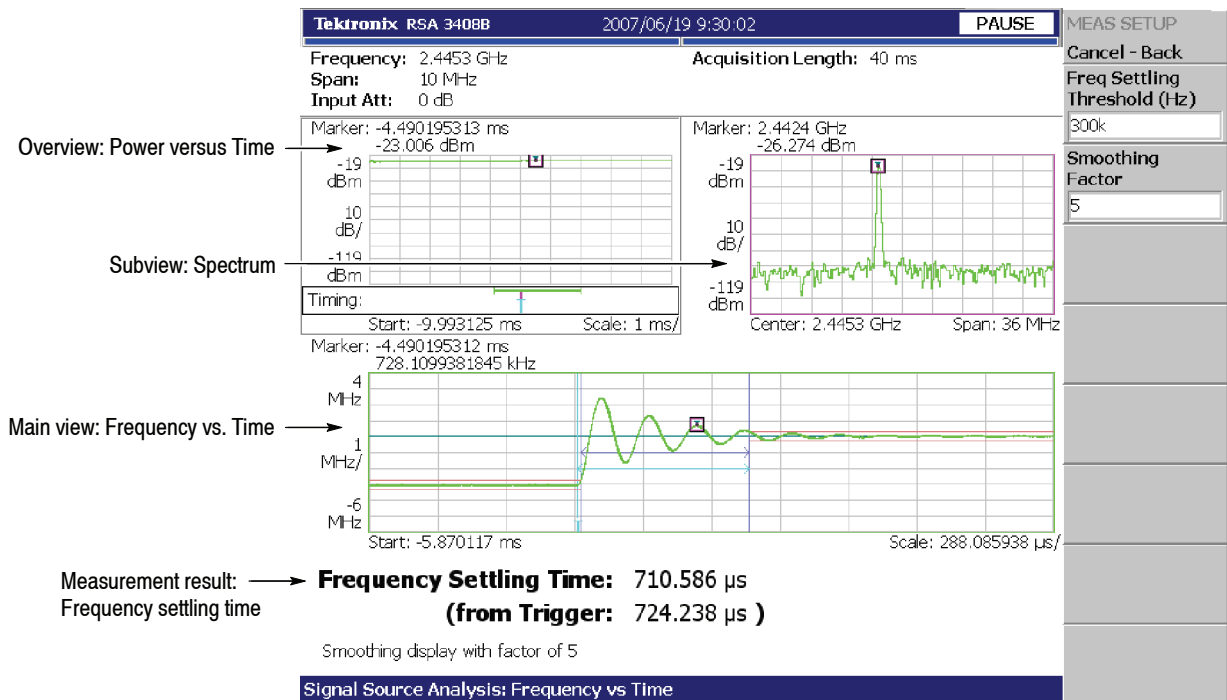 Tektronix RSA 3408B 2007/06/19 9:30:02 PAUSE
MEAS SETUP
Cancel - Back
Frequency: 2.4453 GHz
Acquisition Length: 40 ms
Span: 10 MHz
Input Att: 0 dB
Freq Settling
Threshold (Hz)
300k
Smoothing
Factor
5
Overview: Power versus Time
Marker: -4.490195313 ms
-23.006 dBm
-19
dBm
10
dB/
-119
dBm
Timing:
Start: -9.993125 ms Scale: 1 ms/
Subview: Spectrum
Marker: 2.4424 GHz
-26.274 dBm
-19
dBm
10
dB/
-119
dBm
Center: 2.4453 GHz Span: 36 MHz
Main view: Frequency vs. Time
Marker: -4.490195312 ms
728.1099381845 kHz
4
MHz
1
MHz/
-6
MHz
Start: -5.870117 ms Scale: 288.085938 µs/
Measurement result:
Frequency settling time
Frequency Settling Time: 710.586 µs
(from Trigger: 724.238 µs )
Smoothing display with factor of 5
Signal Source Analysis: Frequency vs Time